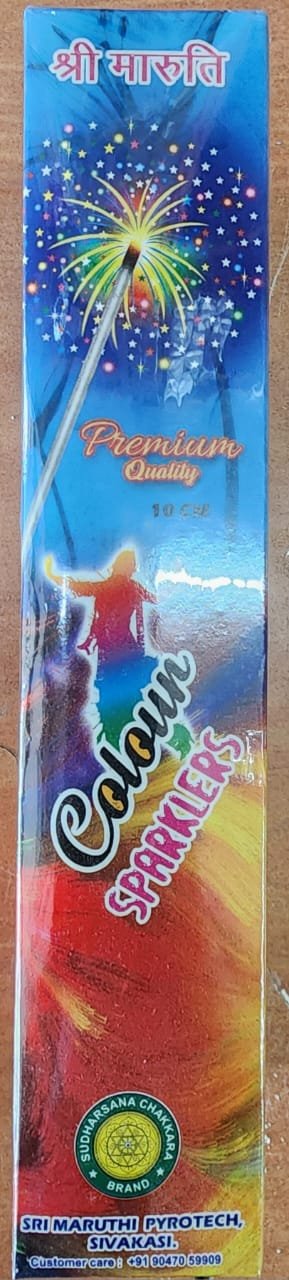 श्री मारुति
Premium
Quality
10 CM
Colour
SPARKLERS
SUDHARSANA CHAKKARA
BRAND
SRI MARUTHI PYROTECH,
SIVAKASI.
Customer care : +91 90470 59909